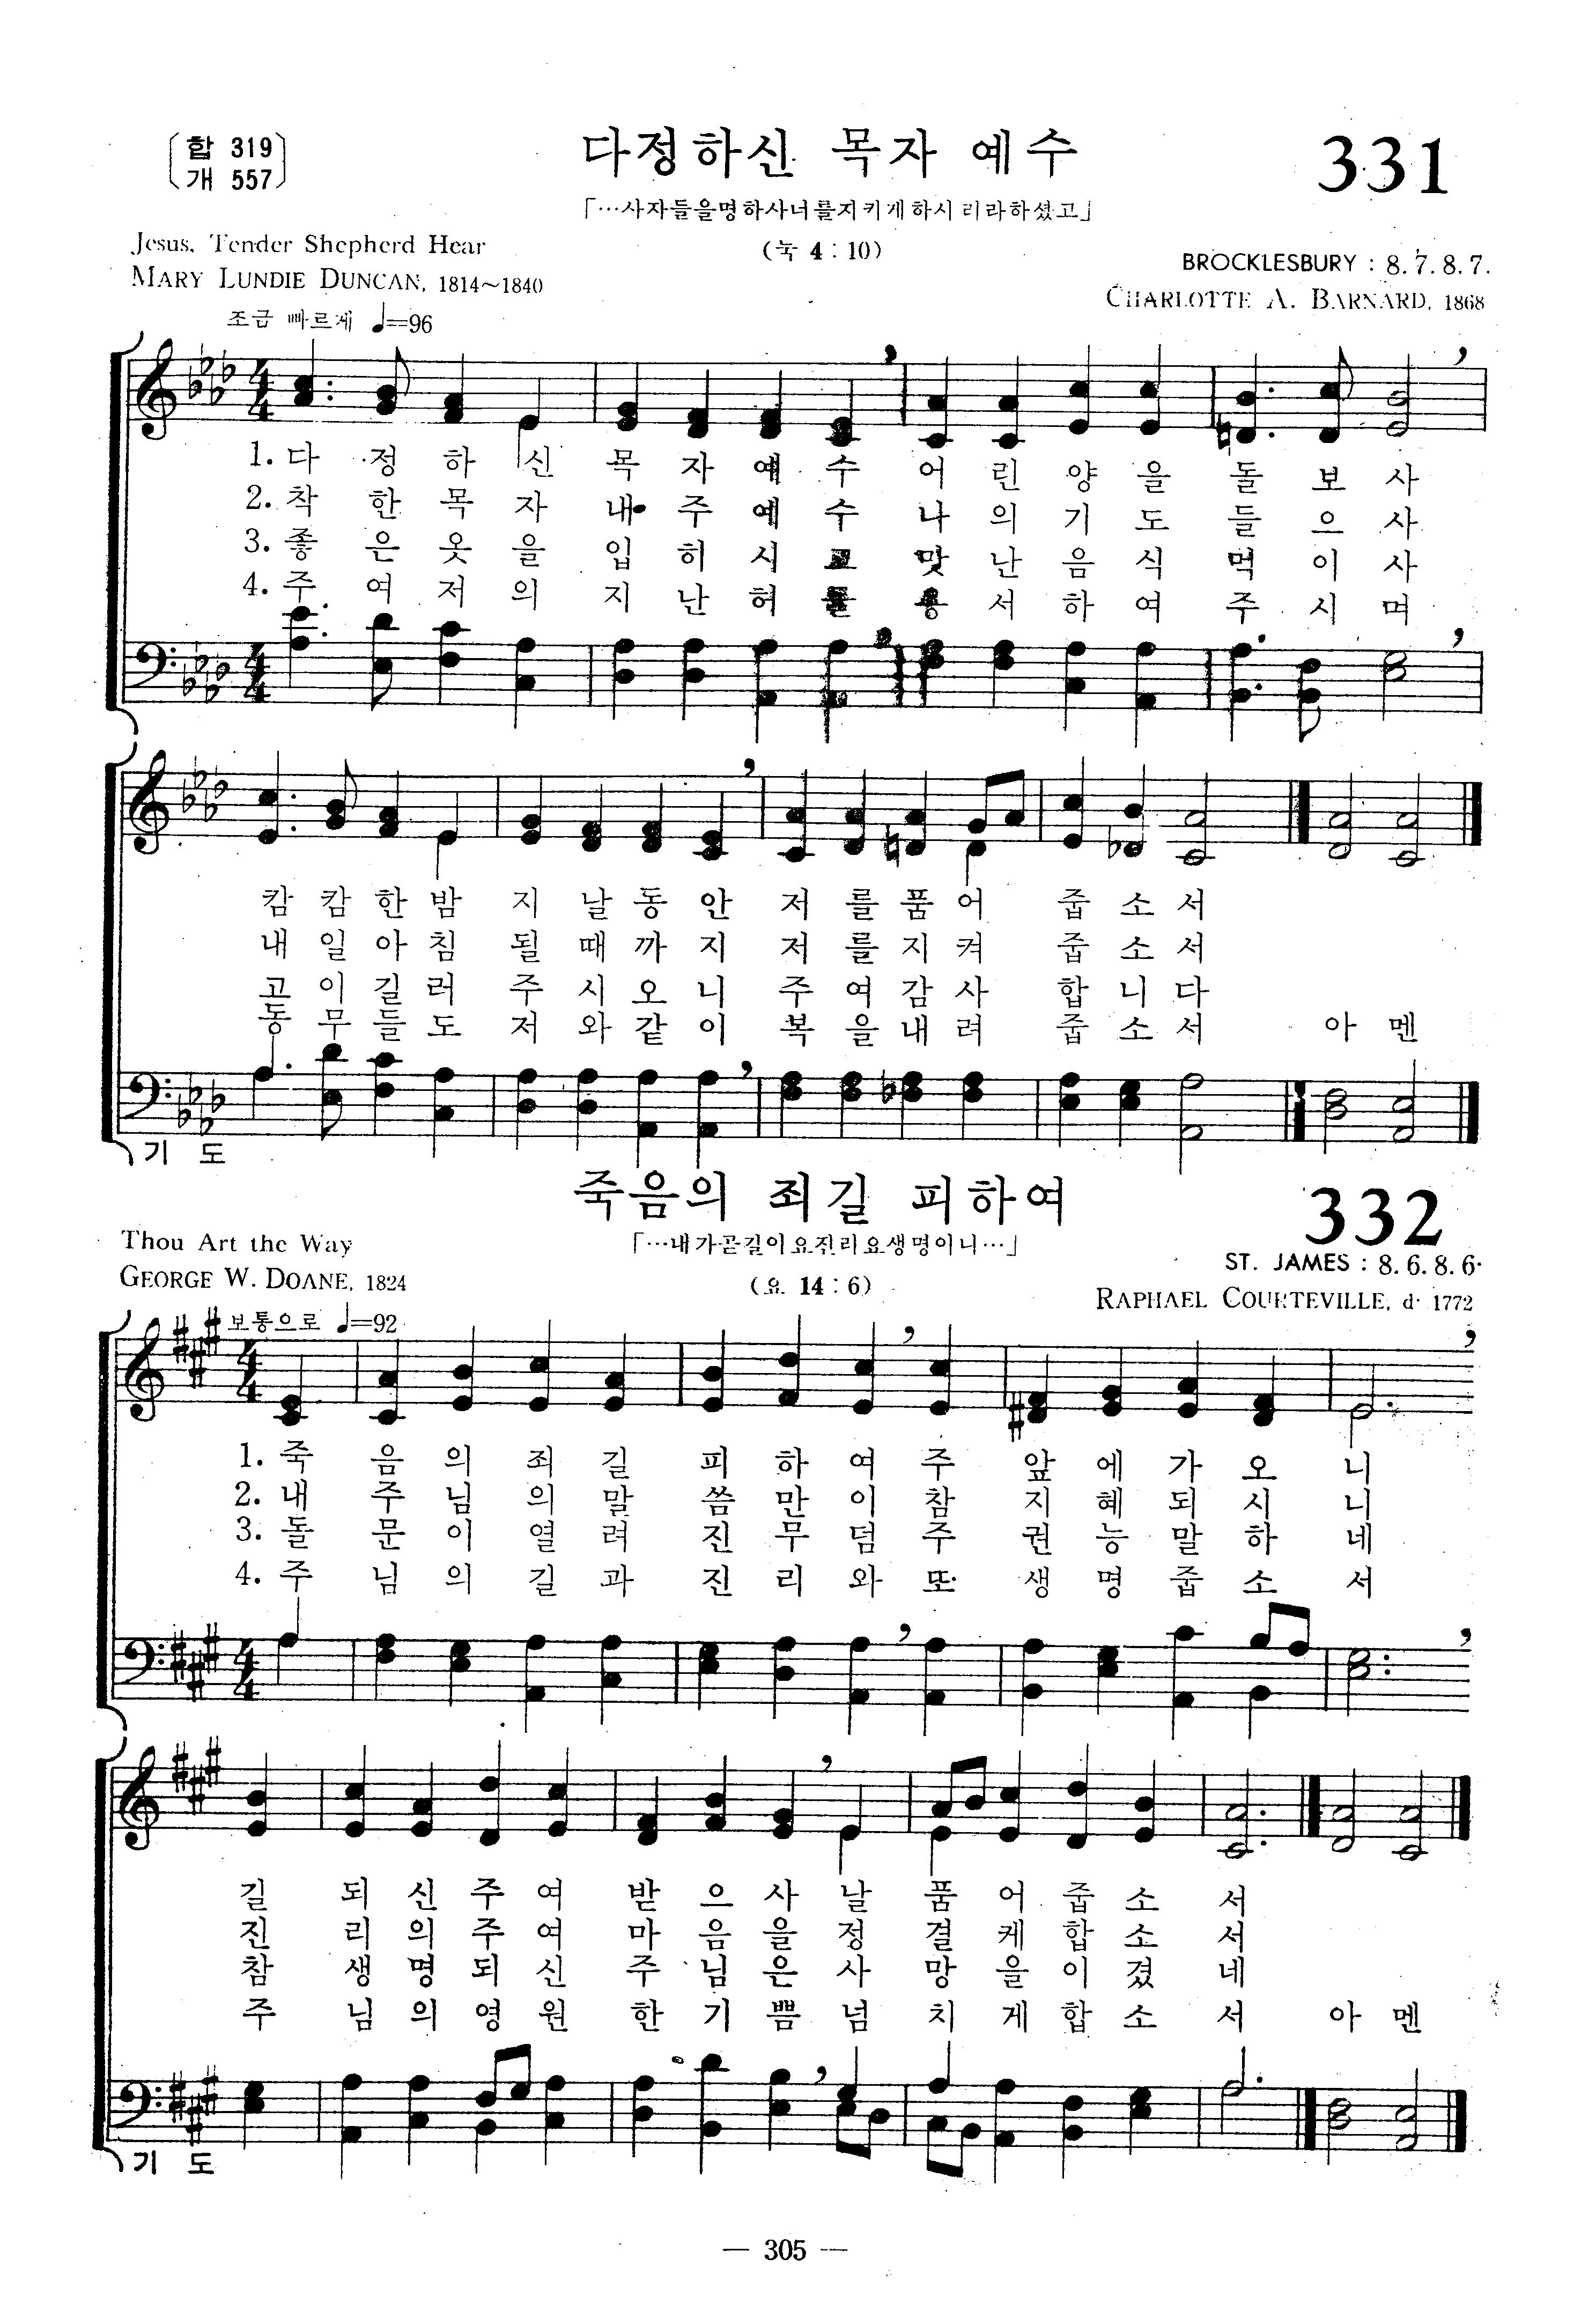 합 319
개 557
다정하신 목자 예수
331
「…사자들을명하사너를지키게하시리라하셨고」
(눅 4 : 10)
Jesus, Tender Shepherd Hear
MARY LUNDIE DUNCAN, 1814~1840
BROCKLESBURY : 8. 7. 8. 7.
CHARLOTTE A. BARNARD, 1868
조금 빠르게 ♩=96
1. 다 정 하 신 목 자 예 수 어 린 양 을 돌 보 사
2. 착 한 목 자 내 주 예 수 나 의 기 도 들 으 사
3. 좋 은 옷 을 입 히 시 고 맛 난 음 식 먹 이 사
4. 주 여 저 의 지 난 허 물 용 서 하 여 주 시 며
캄 캄 한 밤 지 날 동 안 저 를 품 어 줍 소 서
내 일 아 침 될 때 까 지 저 를 지 켜 줍 소 서
고 이 길 러 주 시 오 니 주 여 감 사 합 니 다
동 무 들 도 저 와 같 이 복 을 내 려 줍 소 서 아 멘
기 도
죽음의 죄길 피하여
332
Thou Art the Way
「…내가곧길이요진리요생명이니…」
GEORGE W. DOANE, 1824
(요 14 : 6)
ST. JAMES : 8. 6. 8. 6.
RAPHAEL COURTEVILLE, d. 1772
보통으로 ♩=92
1. 죽 음 의 죄 길 피 하 여 주 앞 에 가 오 니
2. 내 주 님 의 말 씀 만 이 참 지 혜 되 시 니
3. 돌 문 이 열 려 진 무 덤 주 권 능 말 하 네
4. 주 님 의 길 과 진 리 와 또 생 명 줍 소 서
길 되 신 주 여 받 으 사 날 품 어 줍 소 서
진 리 의 주 여 마 음 을 정 결 케 합 소 서
참 생 명 되 신 주 님 은 사 망 을 이 겼 네
주 님 의 영 원 한 기 쁨 넘 치 게 합 소 서 아 멘
기 도
— 305 —